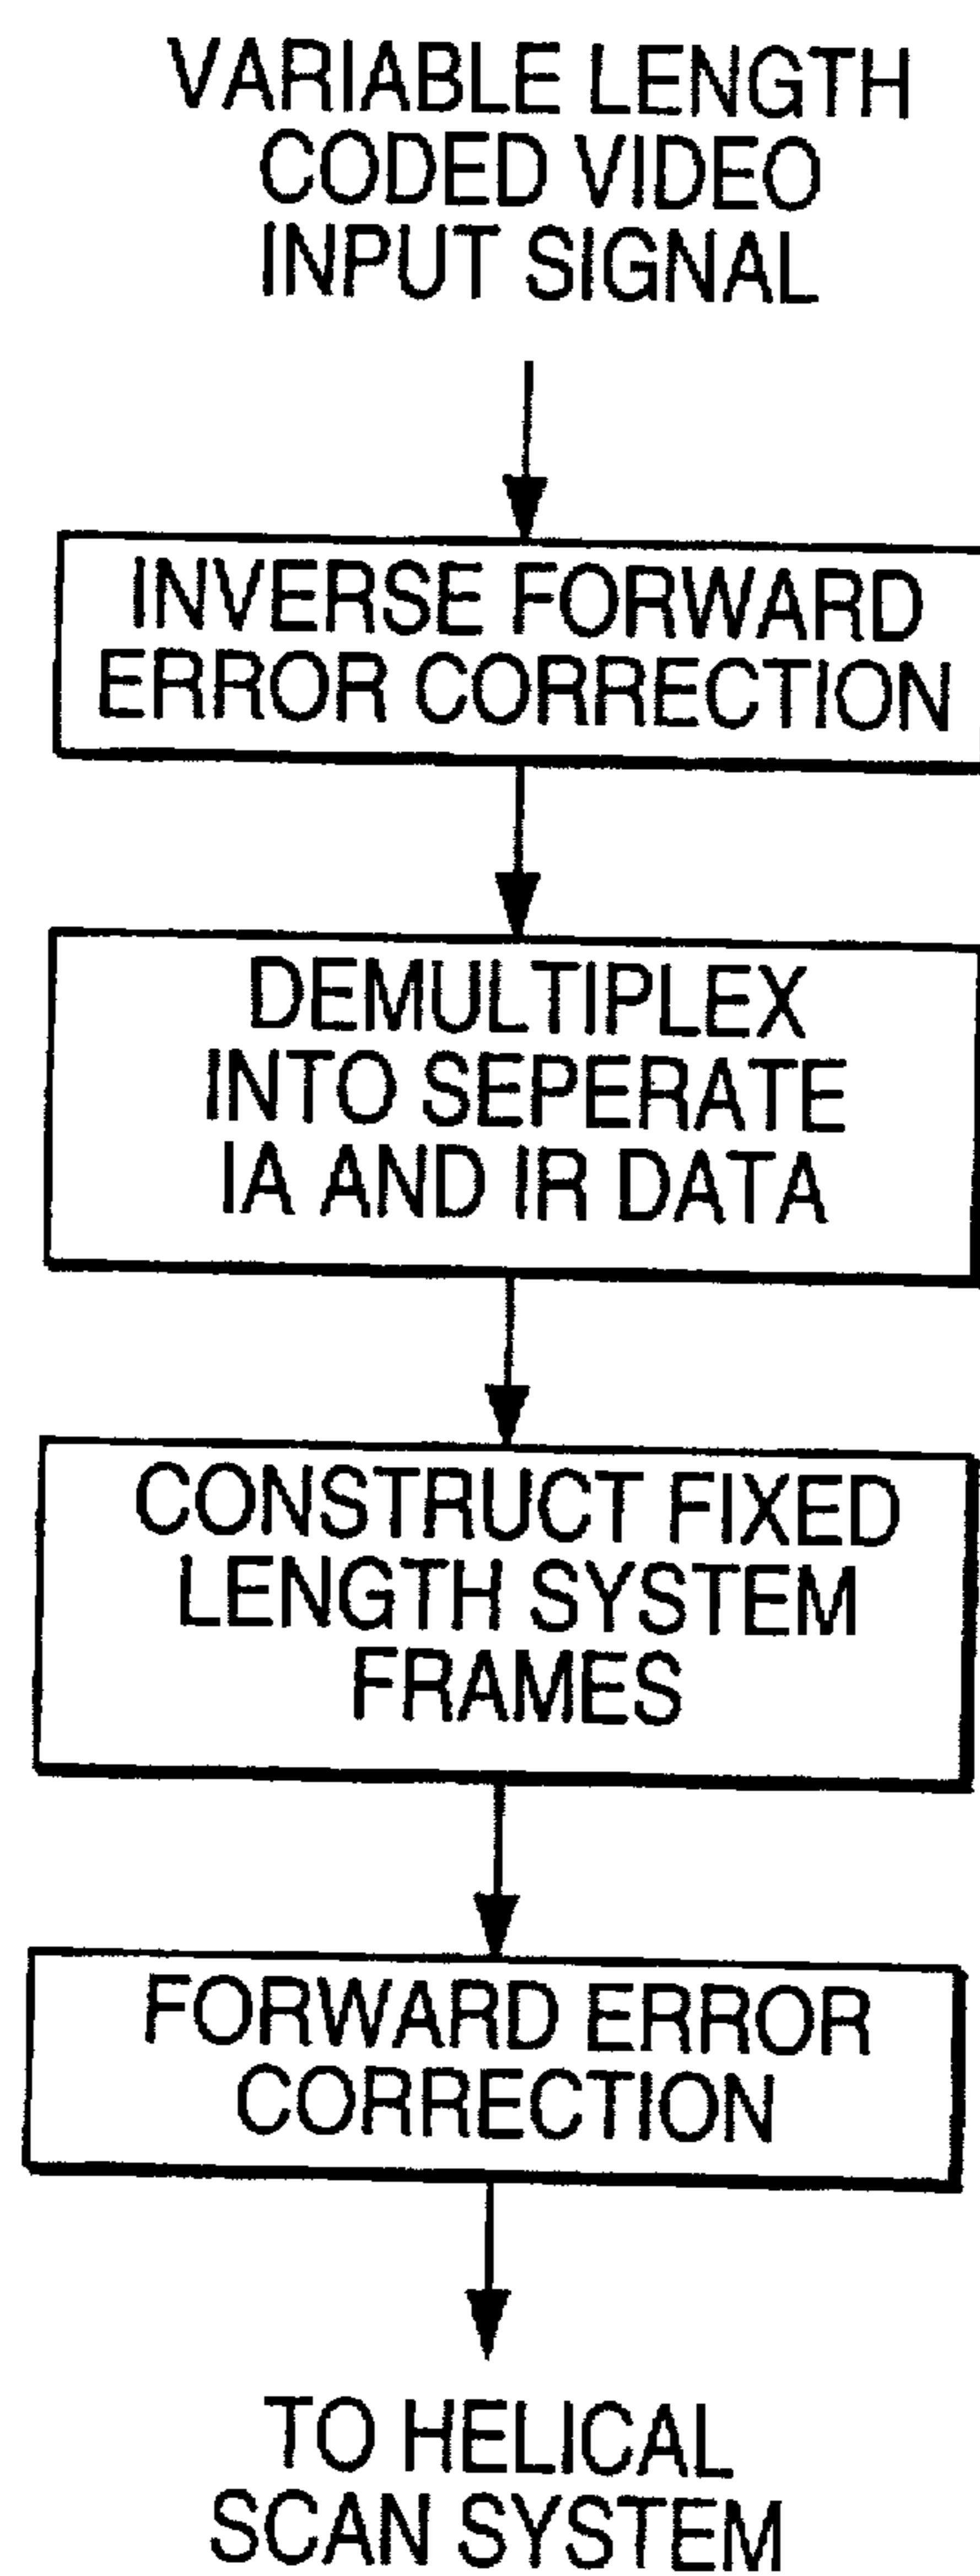 VARIABLE LENGTH
CODED VIDEO
INPUT SIGNAL
INVERSE FORWARD
ERROR CORRECTION
DEMULTIPLEX
INTO SEPERATE
IA AND IR DATA
CONSTRUCT FIXED
LENGTH SYSTEM
FRAMES
FORWARD ERROR
CORRECTION
TO HELICAL
SCAN SYSTEM